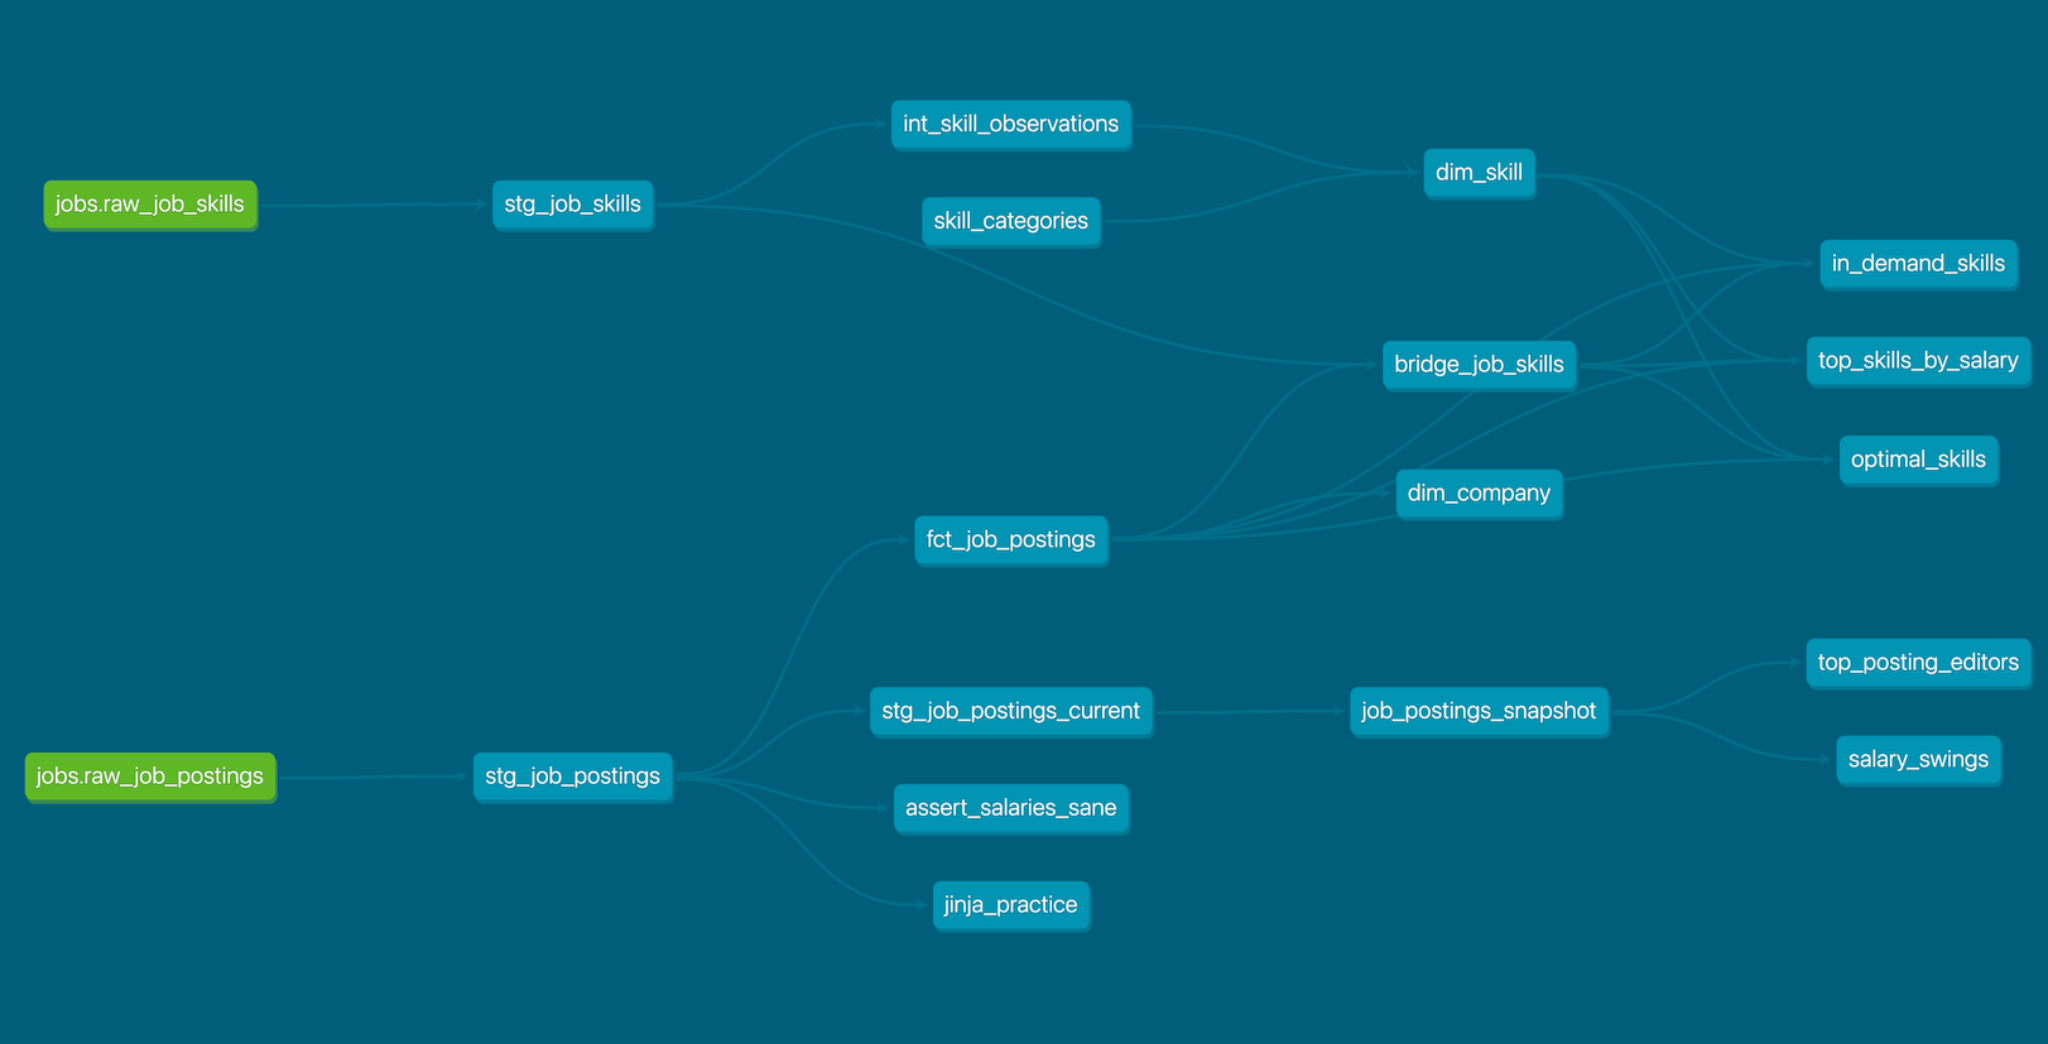 int_skill_observations
dim_skill
jobs.raw_job_skills
stg_job_skills
skill_categories
in_demand_skills
bridge_job_skills
top_skills_by_salary
optimal_skills
dim_company
fct_job_postings
top_posting_editors
stg_job_postings_current
job_postings_snapshot
salary_swings
jobs.raw_job_postings
stg_job_postings
assert_salaries_sane
jinja_practice